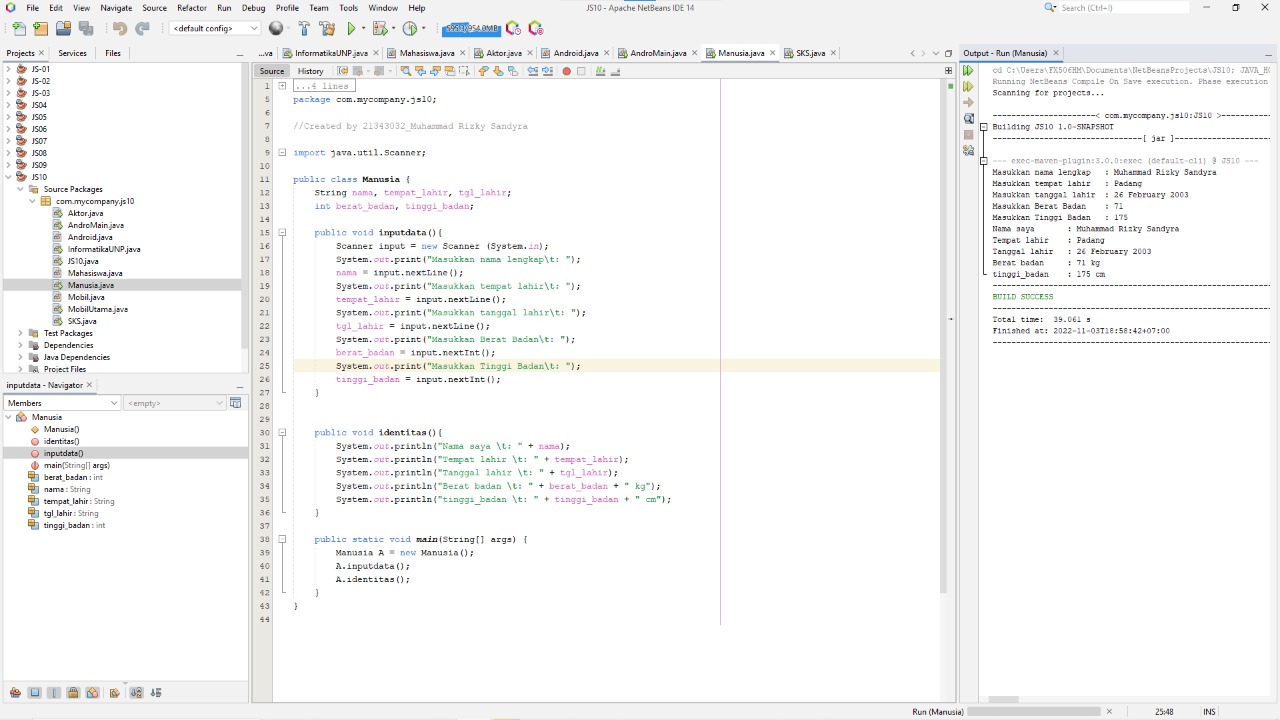 File Edit View Navigate Source Refactor Run Debug Profile Team Tools Window Help
JS10 - Apache NetBeans IDE 14
Search (Ctrl+I)
<default config>
Projects Services Files
...va InformatikaUNP.java Mahasiswa.java Aktor.java Android.java AndroMain.java Manusia.java SKS.java
Output - Run (Manusia)
Source History
JS-01
JS-02
JS-03
JS04
JS05
JS06
JS07
JS08
JS09
JS10
Source Packages
com.mycompany.js10
Aktor.java
AndroMain.java
Android.java
InformatikaUNP.java
JS10.java
Mahasiswa.java
Manusia.java
Mobil.java
MobilUtama.java
SKS.java
Test Packages
Dependencies
Java Dependencies
Project Files
inputdata - Navigator
Members <empty>
Manusia
Manusia()
identitas()
inputdata()
main(String[] args)
berat_badan : int
nama : String
tempat_lahir : String
tgl_lahir : String
tinggi_badan : int
1 ...4 lines
5 package com.mycompany.js10;
6
7 //Created by 21343032_Muhammad Rizky Sandyra
8
9 import java.util.Scanner;
10
11 public class Manusia {
12 String nama, tempat_lahir, tgl_lahir;
13 int berat_badan, tinggi_badan;
14
15 public void inputdata(){
16 Scanner input = new Scanner (System.in);
17 System.out.print("Masukkan nama lengkap\t: ");
18 nama = input.nextLine();
19 System.out.print("Masukkan tempat lahir\t: ");
20 tempat_lahir = input.nextLine();
21 System.out.print("Masukkan tanggal lahir\t: ");
22 tgl_lahir = input.nextLine();
23 System.out.print("Masukkan Berat Badan\t: ");
24 berat_badan = input.nextInt();
25 System.out.print("Masukkan Tinggi Badan\t: ");
26 tinggi_badan = input.nextInt();
27 }
28
29
30 public void identitas(){
31 System.out.println("Nama saya \t: " + nama);
32 System.out.println("Tempat lahir \t: " + tempat_lahir);
33 System.out.println("Tanggal lahir \t: " + tgl_lahir);
34 System.out.println("Berat badan \t: " + berat_badan + " kg");
35 System.out.println("tinggi_badan \t: " + tinggi_badan + " cm");
36 }
37
38 public static void main(String[] args) {
39 Manusia A = new Manusia();
40 A.inputdata();
41 A.identitas();
42 }
43 }
44
cd C:\Users\FX506HM\Documents\NetBeansProjects\JS10; JAVA_HO
Running NetBeans Compile On Save execution. Phase execution
Scanning for projects...
-----------------------< com.mycompany.js10:JS10 >-----------
Building JS10 1.0-SNAPSHOT
--------------------------------[ jar ]----------------------
--- exec-maven-plugin:3.0.0:exec (default-cli) @ JS10 ---
Masukkan nama lengkap : Muhammad Rizky Sandyra
Masukkan tempat lahir : Padang
Masukkan tanggal lahir : 26 February 2003
Masukkan Berat Badan : 71
Masukkan Tinggi Badan : 175
Nama saya : Muhammad Rizky Sandyra
Tempat lahir : Padang
Tanggal lahir : 26 February 2003
Berat badan : 71 kg
tinggi_badan : 175 cm
BUILD SUCCESS
Total time: 39.061 s
Finished at: 2022-11-03T18:58:42+07:00
Run (Manusia) 25:48 INS